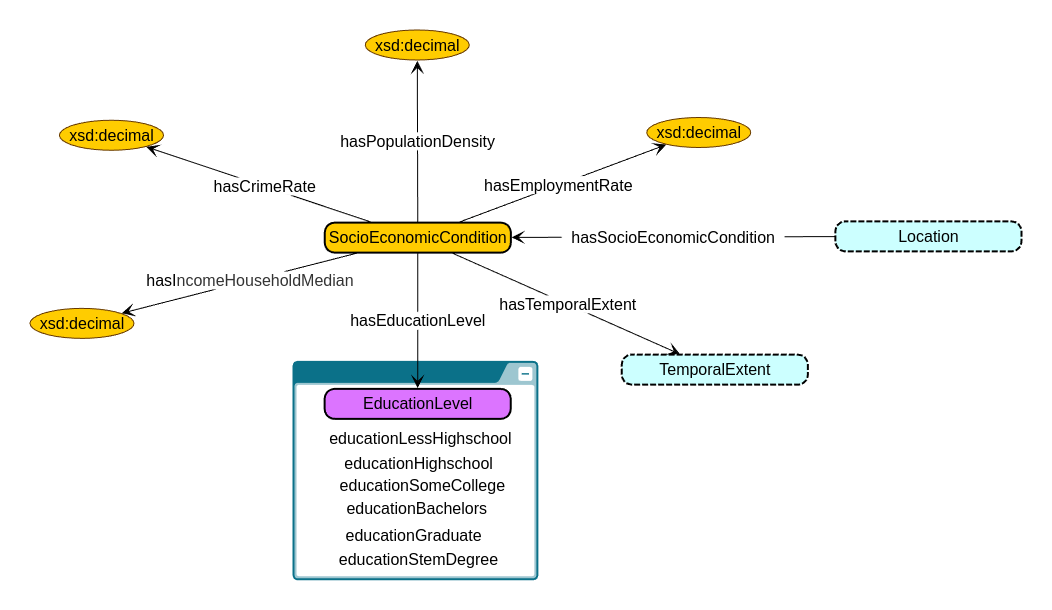 xsd:decimal
xsd:decimal
xsd:decimal
hasPopulationDensity
hasCrimeRate
hasEmploymentRate
SocioEconomicCondition
hasSocioEconomicCondition
Location
hasIncomeHouseholdMedian
hasTemporalExtent
xsd:decimal
hasEducationLevel
TemporalExtent
EducationLevel
educationLessHighschool
educationHighschool
educationSomeCollege
educationBachelors
educationGraduate
educationStemDegree